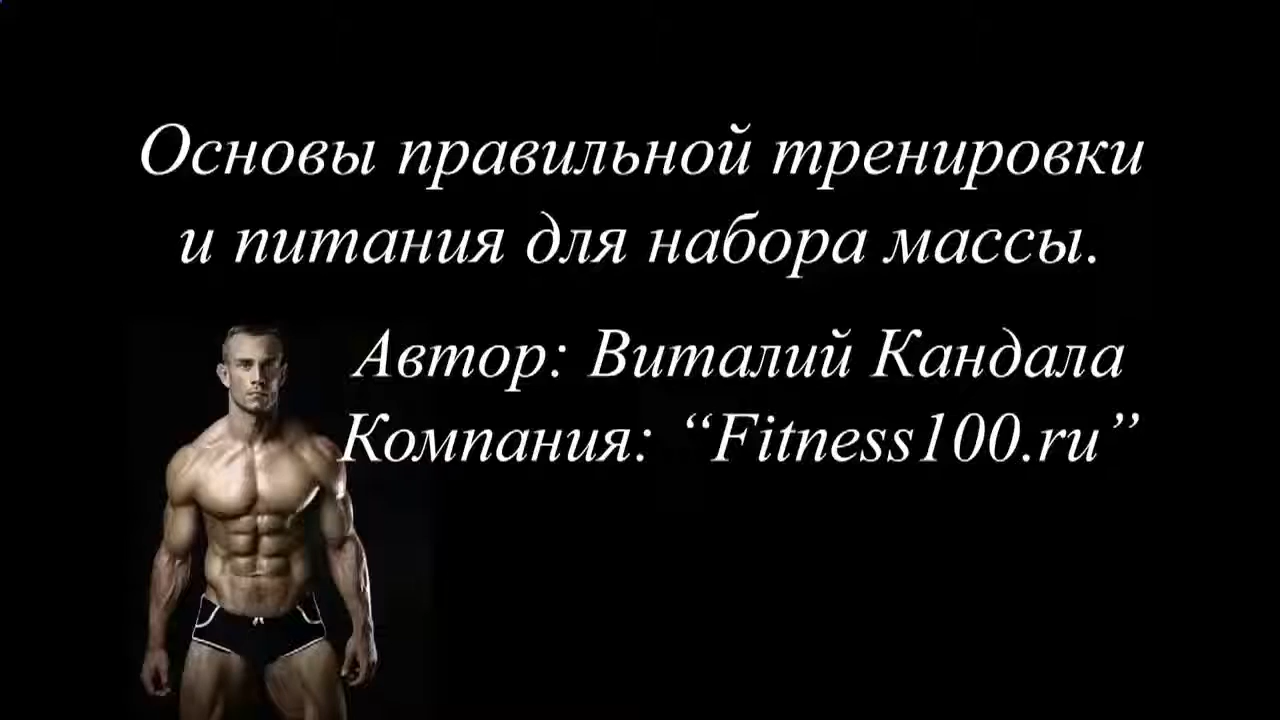 Основы правильной тренировки
и питания для набора массы.
Автор: Виталий Кандала
Компания: “Fitness100.ru”